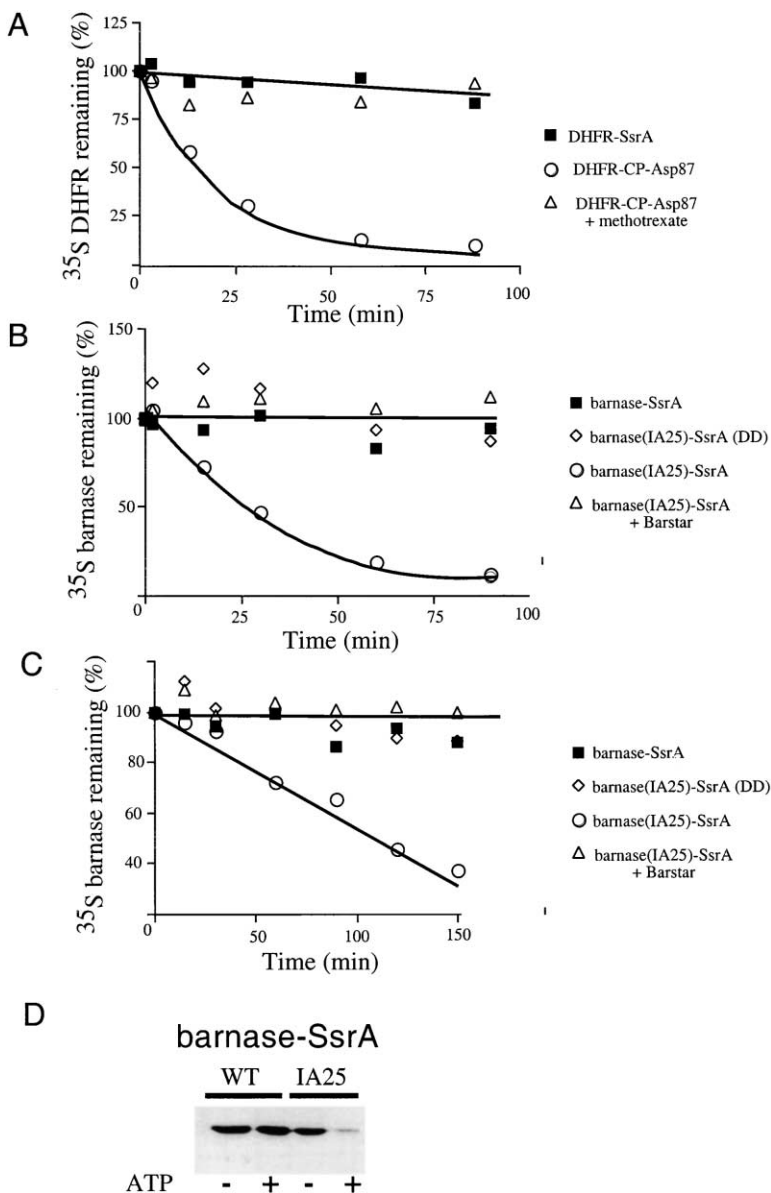 A
125
100
75
50
25
0
25
50
75
100
35S DHFR remaining (%)
Time (min)
DHFR-SsrA
DHFR-CP-Asp87
DHFR-CP-Asp87
+ methotrexate
B
150
100
50
0
25
50
75
100
35S barnase remaining (%)
Time (min)
barnase-SsrA
barnase(IA25)-SsrA (DD)
barnase(IA25)-SsrA
barnase(IA25)-SsrA
+ Barstar
C
100
80
60
40
0
50
100
150
35S barnase remaining (%)
Time (min)
barnase-SsrA
barnase(IA25)-SsrA (DD)
barnase(IA25)-SsrA
barnase(IA25)-SsrA
+ Barstar
D
barnase-SsrA
WT IA25
ATP - + - +